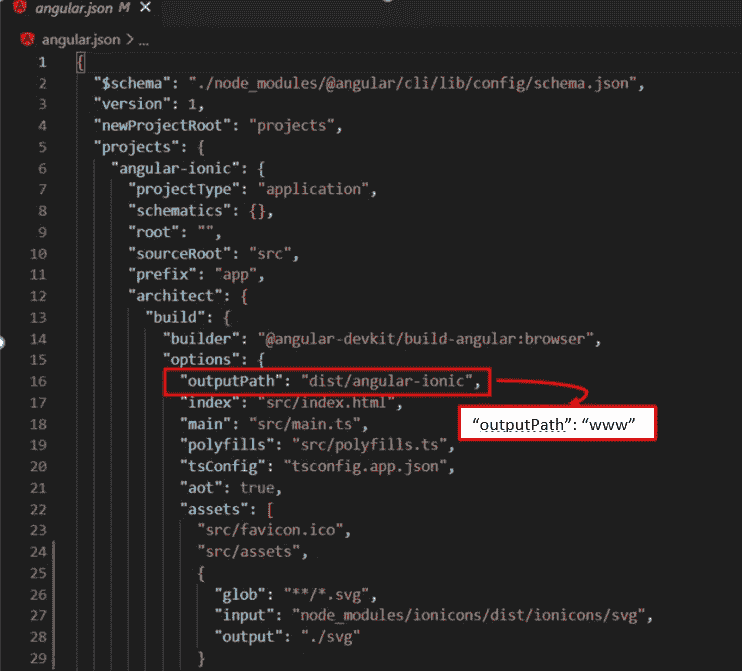 angular.json M ✕
angular.json > ...
1 {
2 "$schema": "./node_modules/@angular/cli/lib/config/schema.json",
3 "version": 1,
4 "newProjectRoot": "projects",
5 "projects": {
6 "angular-ionic": {
7 "projectType": "application",
8 "schematics": {},
9 "root": "",
10 "sourceRoot": "src",
11 "prefix": "app",
12 "architect": {
13 "build": {
14 "builder": "@angular-devkit/build-angular:browser",
15 "options": {
16 "outputPath": "dist/angular-ionic",
17 "index": "src/index.html",
“outputPath”: “www”
18 "main": "src/main.ts",
19 "polyfills": "src/polyfills.ts",
20 "tsConfig": "tsconfig.app.json",
21 "aot": true,
22 "assets": [
23 "src/favicon.ico",
24 "src/assets",
25 {
26 "glob": "**/*.svg",
27 "input": "node_modules/ionicons/dist/ionicons/svg",
28 "output": "./svg"
29 }